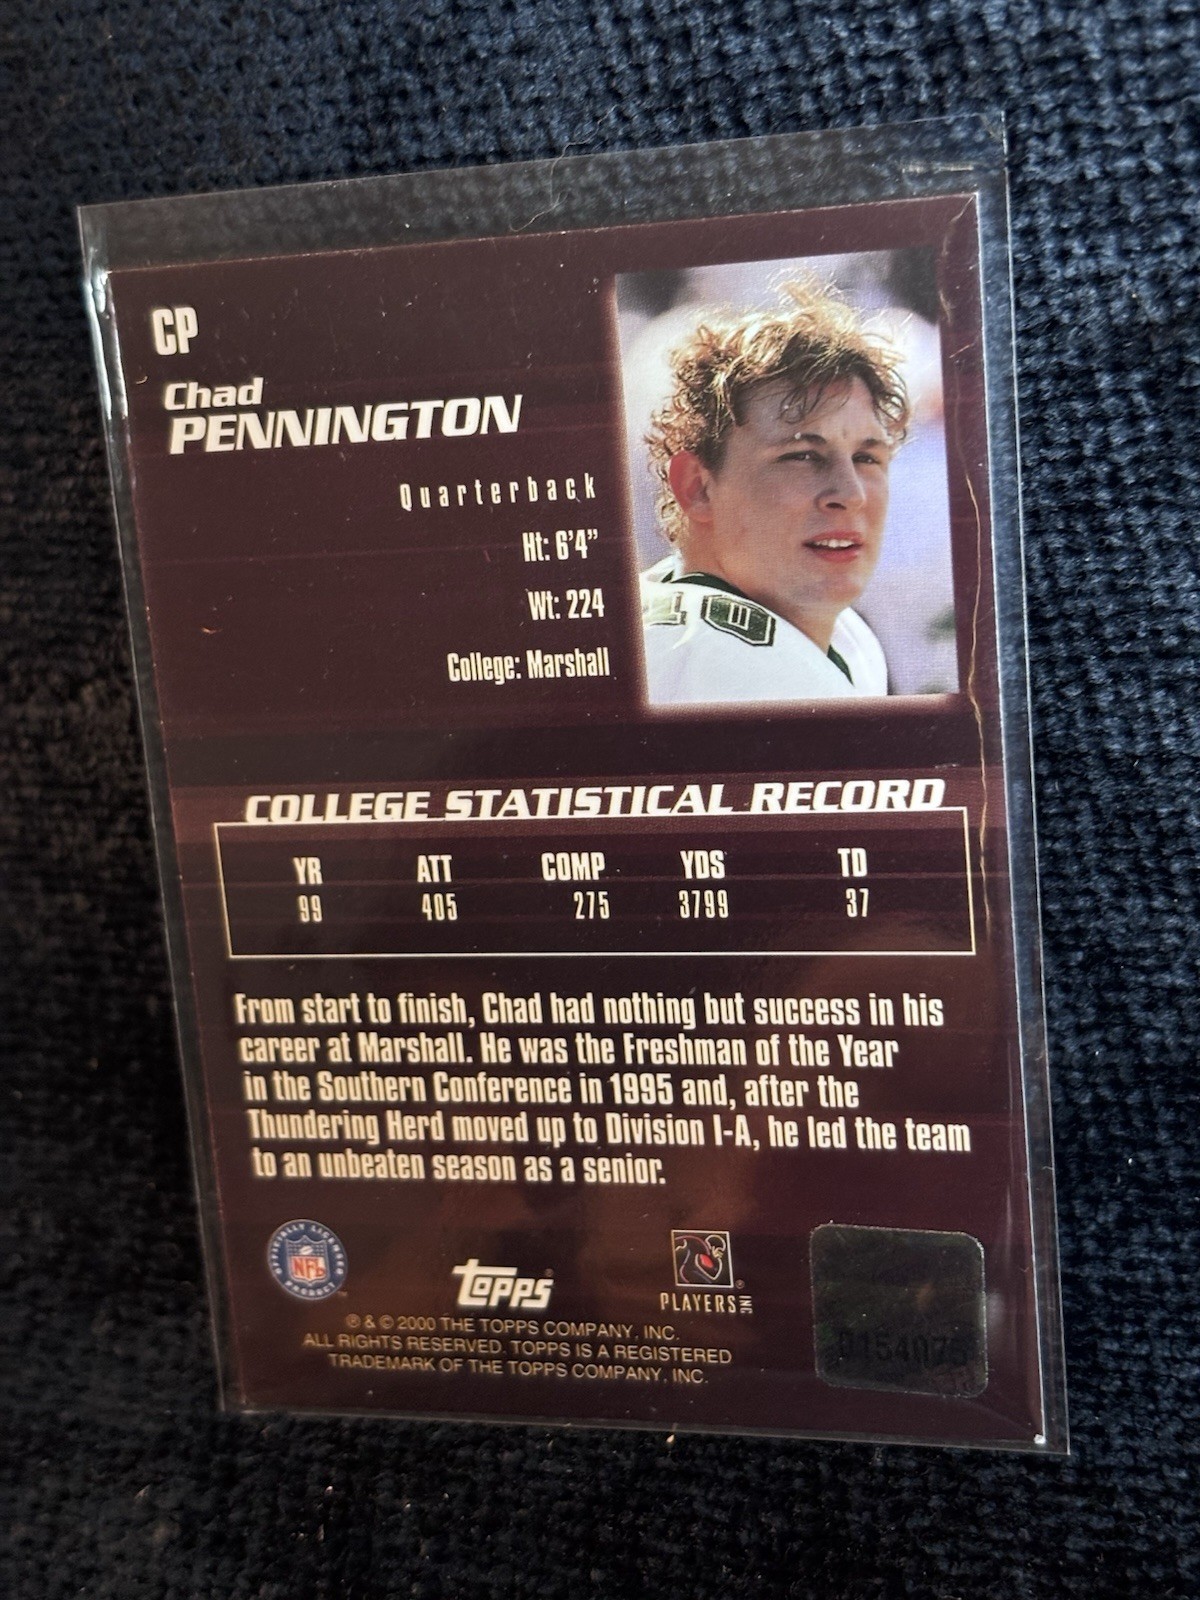 CP
Chad
PENNINGTON
Quarterback
Ht: 6'4"
Wt: 224
College: Marshall
10
COLLEGE STATISTICAL RECORD
YR ATT COMP YDS TD
99 405 275 3799 37
From start to finish, Chad had nothing but success in his
career at Marshall. He was the Freshman of the Year
in the Southern Conference in 1995 and, after the
Thundering Herd moved up to Division I-A, he led the team
to an unbeaten season as a senior.
OFFICIALLY LICENSED
NFL
PRODUCT
TOPPS
PLAYERS INC
® & © 2000 THE TOPPS COMPANY, INC.
ALL RIGHTS RESERVED. TOPPS IS A REGISTERED
TRADEMARK OF THE TOPPS COMPANY, INC.